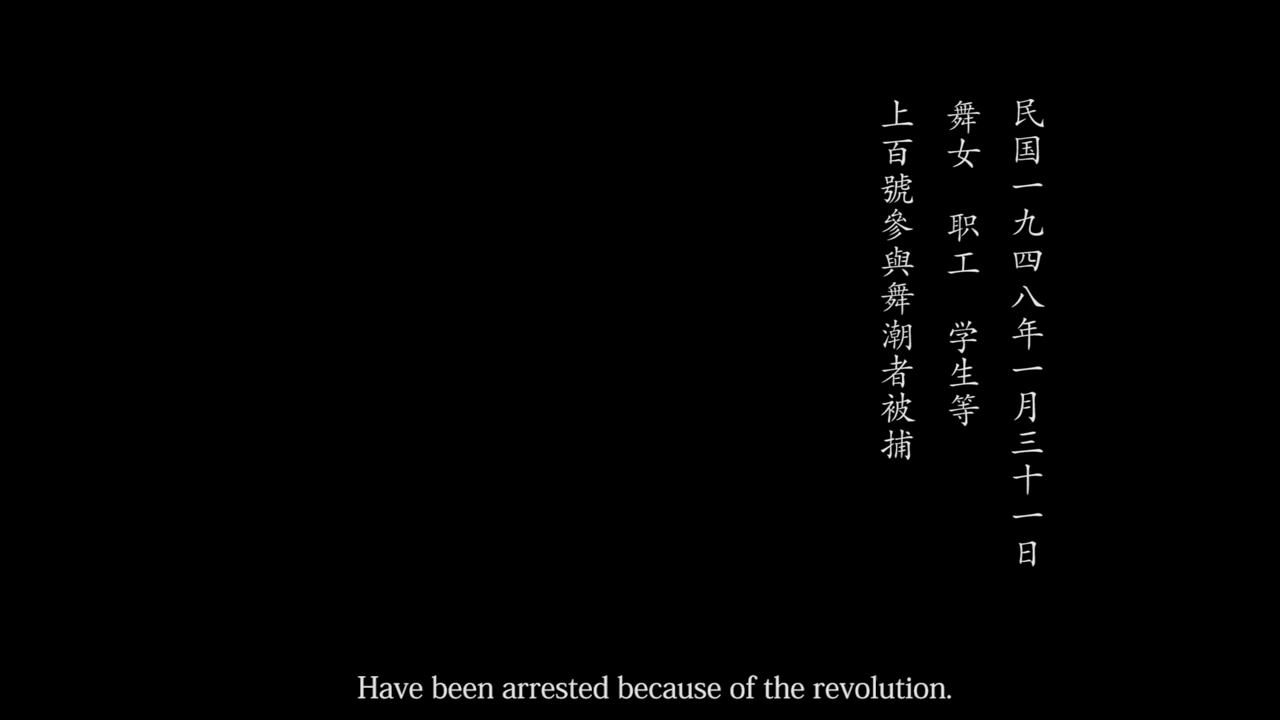 民国一九四八年一月三十一日
舞女 职工 学生等
上百號參與舞潮者被捕
Have been arrested because of the revolution.